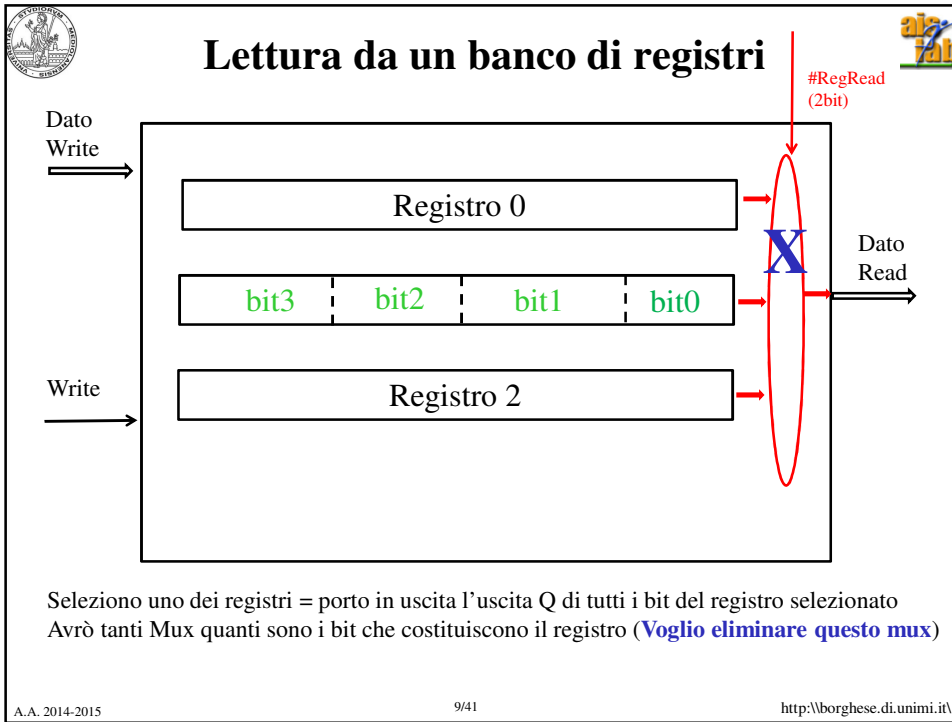 Lettura da un banco di registri
#RegRead
(2bit)
Dato
Write
Registro 0
X
Dato
Read
bit3
bit2
bit1
bit0
Write
Registro 2
Seleziono uno dei registri = porto in uscita l’uscita Q di tutti i bit del registro selezionato
Avrò tanti Mux quanti sono i bit che costituiscono il registro (Voglio eliminare questo mux)
A.A. 2014-2015
9/41
http:\\borghese.di.unimi.it\